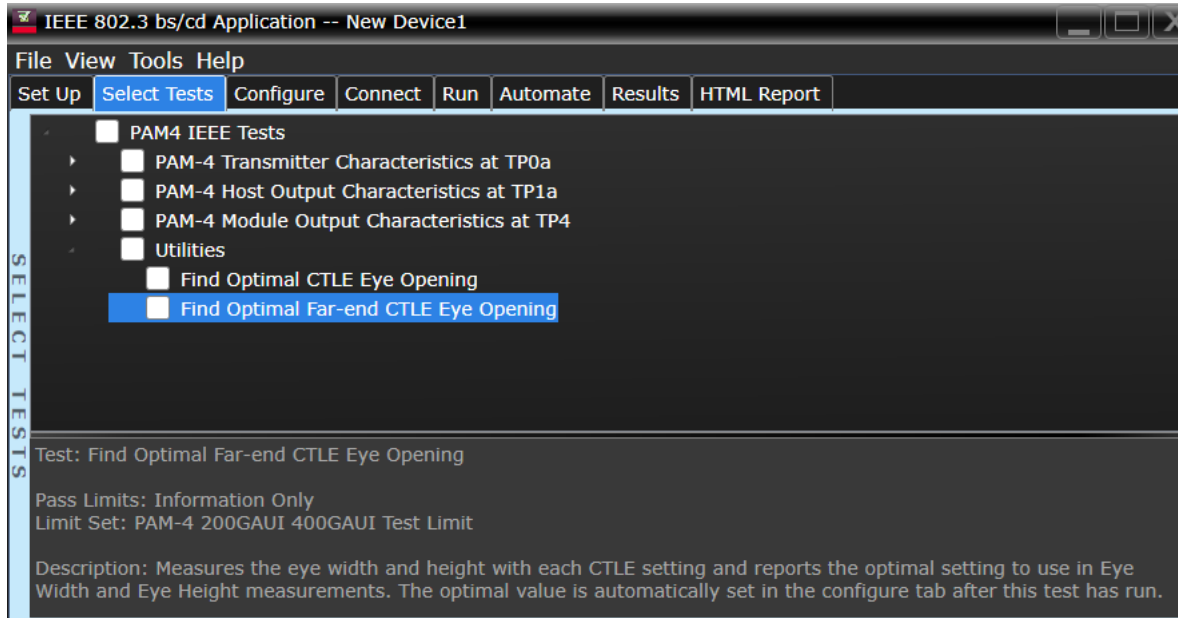 IEEE 802.3 bs/cd Application -- New Device1
File View Tools Help
Set Up Select Tests Configure Connect Run Automate Results HTML Report
PAM4 IEEE Tests
PAM-4 Transmitter Characteristics at TP0a
PAM-4 Host Output Characteristics at TP1a
PAM-4 Module Output Characteristics at TP4
Utilities
Find Optimal CTLE Eye Opening
Find Optimal Far-end CTLE Eye Opening
SELECT TESTS
Test: Find Optimal Far-end CTLE Eye Opening
Pass Limits: Information Only
Limit Set: PAM-4 200GAUI 400GAUI Test Limit
Description: Measures the eye width and height with each CTLE setting and reports the optimal setting to use in Eye
Width and Eye Height measurements. The optimal value is automatically set in the configure tab after this test has run.